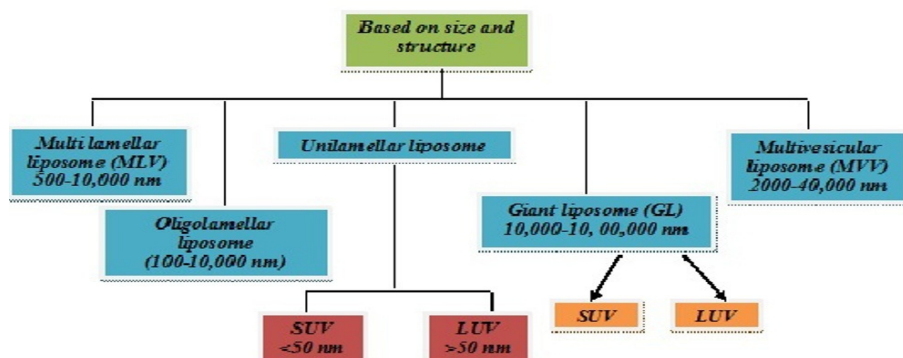 Based on size and
structure
Multi lamellar
liposome (MLV)
500-10,000 nm
Oligolamellar
liposome
(100-10,000 nm)
Unilamellar liposome
SUV
<50 nm
LUV
>50 nm
Giant liposome (GL)
10,000-10, 00,000 nm
SUV
LUV
Multivesicular
liposome (MVV)
2000-40,000 nm